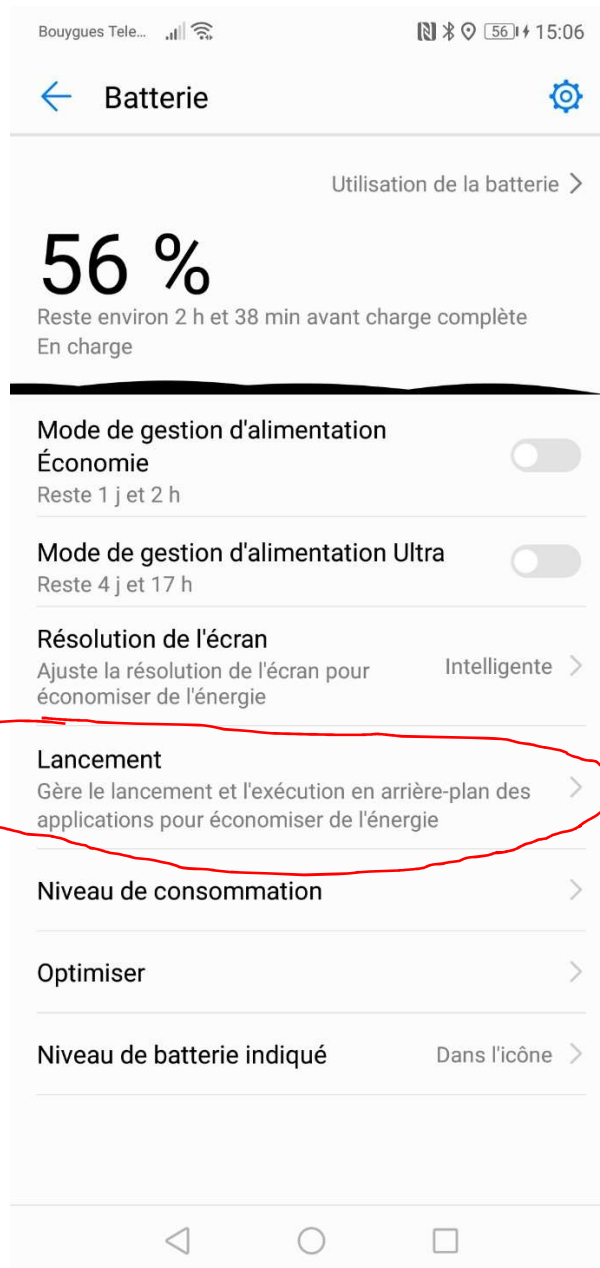 Bouygues Tele... 56 15:06
Batterie
Utilisation de la batterie
56 %
Reste environ 2 h et 38 min avant charge complète
En charge
Mode de gestion d'alimentation
Économie
Reste 1 j et 2 h
Mode de gestion d'alimentation Ultra
Reste 4 j et 17 h
Résolution de l'écran
Ajuste la résolution de l'écran pour Intelligente
économiser de l'énergie
Lancement
Gère le lancement et l'exécution en arrière-plan des
applications pour économiser de l'énergie
Niveau de consommation
Optimiser
Niveau de batterie indiqué Dans l'icône